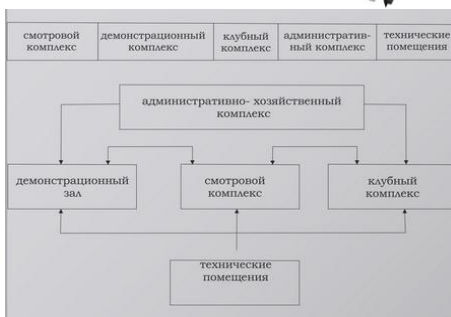 смотровой
комплекс
демонстрационный
комплекс
клубный
комплекс
административ-
ный комплекс
технические
помещения
административно- хозяйственный
комплекс
демонстрационный
зал
смотровой
комплекс
клубный
комплекс
технические
помещения